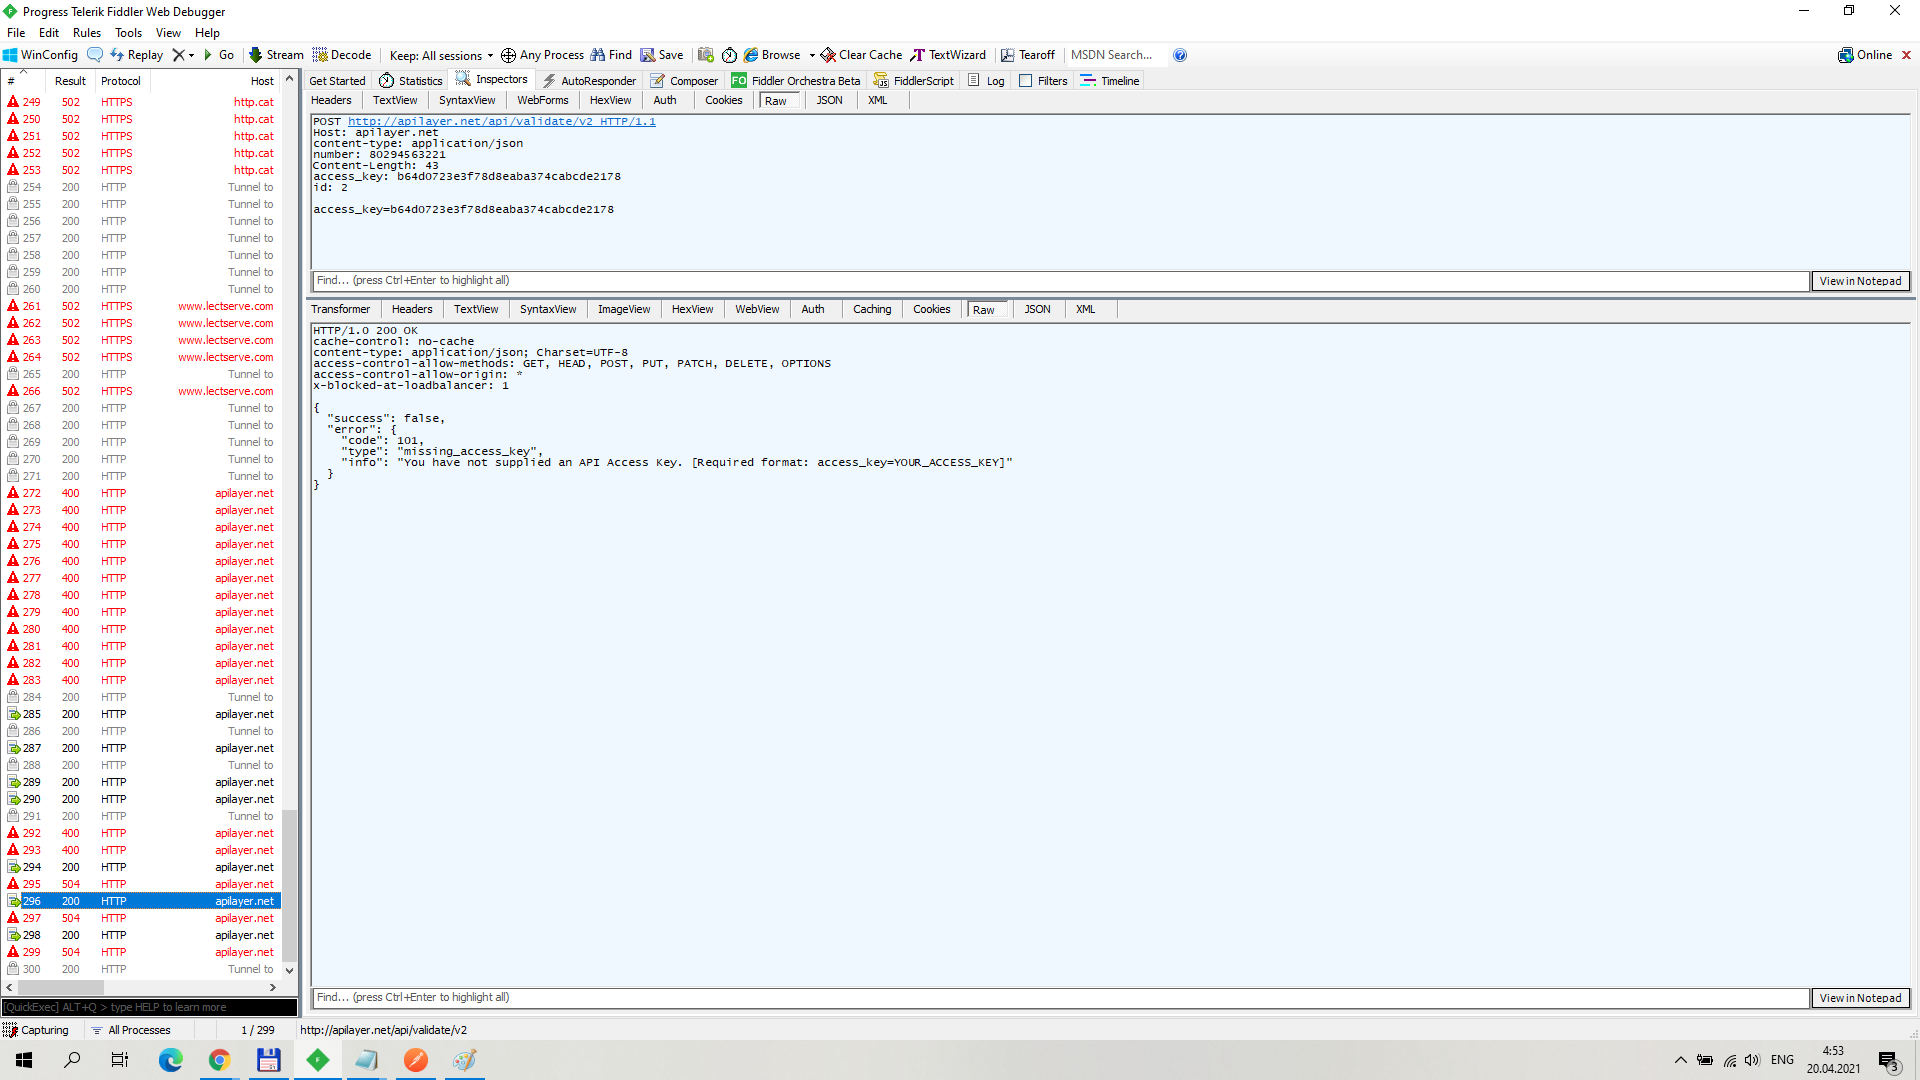 Progress Telerik Fiddler Web Debugger
File Edit Rules Tools View Help
WinConfig Replay Go Stream Decode Keep: All sessions Any Process Find Save Browse Clear Cache TextWizard Tearoff MSDN Search... Online
# Result Protocol Host
249 502 HTTPS http.cat
250 502 HTTPS http.cat
251 502 HTTPS http.cat
252 502 HTTPS http.cat
253 502 HTTPS http.cat
254 200 HTTP Tunnel to
255 200 HTTP Tunnel to
256 200 HTTP Tunnel to
257 200 HTTP Tunnel to
258 200 HTTP Tunnel to
259 200 HTTP Tunnel to
260 200 HTTP Tunnel to
261 502 HTTPS www.lectserve.com
262 502 HTTPS www.lectserve.com
263 502 HTTPS www.lectserve.com
264 502 HTTPS www.lectserve.com
265 200 HTTP Tunnel to
266 502 HTTPS www.lectserve.com
267 200 HTTP Tunnel to
268 200 HTTP Tunnel to
269 200 HTTP Tunnel to
270 200 HTTP Tunnel to
271 200 HTTP Tunnel to
272 400 HTTP apilayer.net
273 400 HTTP apilayer.net
274 400 HTTP apilayer.net
275 400 HTTP apilayer.net
276 400 HTTP apilayer.net
277 400 HTTP apilayer.net
278 400 HTTP apilayer.net
279 400 HTTP apilayer.net
280 400 HTTP apilayer.net
281 400 HTTP apilayer.net
282 400 HTTP apilayer.net
283 400 HTTP apilayer.net
284 200 HTTP Tunnel to
285 200 HTTP apilayer.net
286 200 HTTP Tunnel to
287 200 HTTP apilayer.net
288 200 HTTP Tunnel to
289 200 HTTP apilayer.net
290 200 HTTP apilayer.net
291 200 HTTP Tunnel to
292 400 HTTP apilayer.net
293 400 HTTP apilayer.net
294 200 HTTP apilayer.net
295 504 HTTP apilayer.net
296 200 HTTP apilayer.net
297 504 HTTP apilayer.net
298 200 HTTP apilayer.net
299 504 HTTP apilayer.net
300 200 HTTP Tunnel to
[QuickExec] ALT+Q > type HELP to learn more
Get Started Statistics Inspectors AutoResponder Composer FO Fiddler Orchestra Beta FiddlerScript Log Filters Timeline
Headers TextView SyntaxView WebForms HexView Auth Cookies Raw JSON XML
POST http://apilayer.net/api/validate/v2 HTTP/1.1
Host: apilayer.net
content-type: application/json
number: 80294563221
Content-Length: 43
access_key: b64d0723e3f78d8eaba374cabcde2178
id: 2
access_key=b64d0723e3f78d8eaba374cabcde2178
Find... (press Ctrl+Enter to highlight all) View in Notepad
Transformer Headers TextView SyntaxView ImageView HexView WebView Auth Caching Cookies Raw JSON XML
HTTP/1.0 200 OK
cache-control: no-cache
content-type: application/json; Charset=UTF-8
access-control-allow-methods: GET, HEAD, POST, PUT, PATCH, DELETE, OPTIONS
access-control-allow-origin: *
x-blocked-at-loadbalancer: 1
{
"success": false,
"error": {
"code": 101,
"type": "missing_access_key",
"info": "You have not supplied an API Access Key. [Required format: access_key=YOUR_ACCESS_KEY]"
}
}
Find... (press Ctrl+Enter to highlight all) View in Notepad
Capturing All Processes 1 / 299 http://apilayer.net/api/validate/v2
ENG 4:53
20.04.2021
3